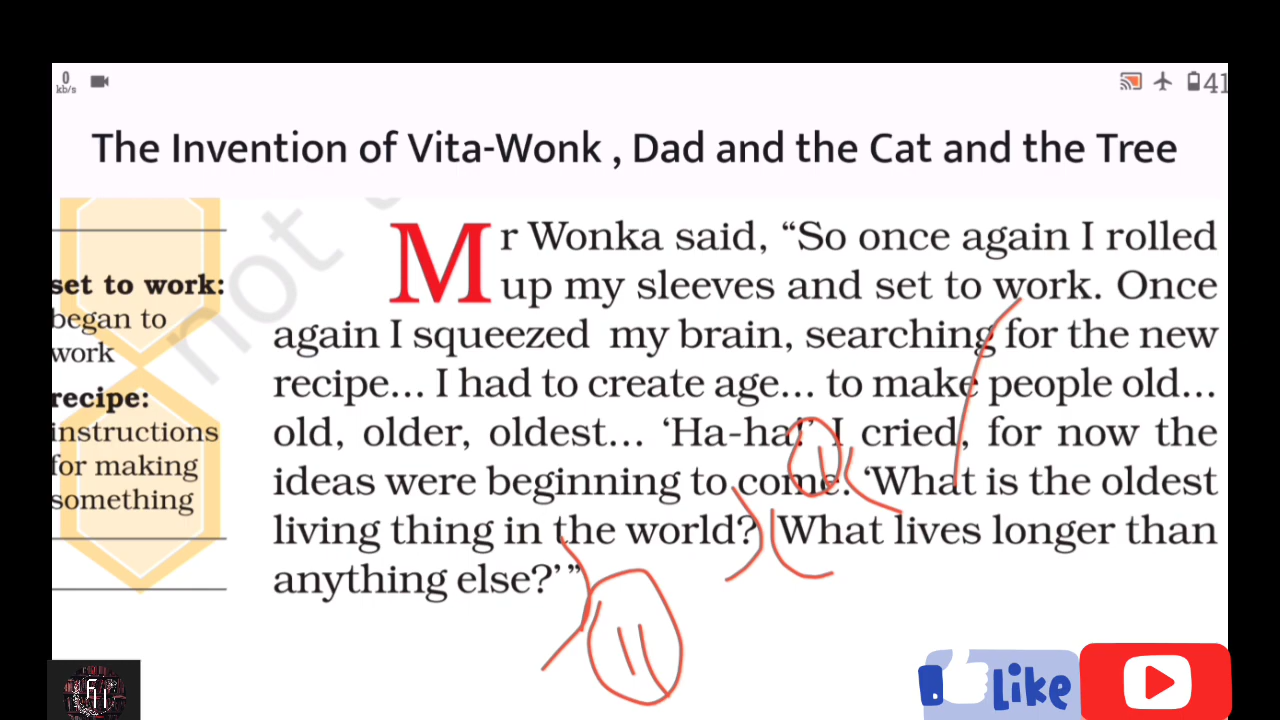 0
kb/s
41
The Invention of Vita-Wonk , Dad and the Cat and the Tree
not
set to work:
began to
work
recipe:
instructions
for making
something
Mr Wonka said, “So once again I rolled
up my sleeves and set to work. Once
again I squeezed my brain, searching for the new
recipe... I had to create age... to make people old...
old, older, oldest... ‘Ha-ha!’ I cried, for now the
ideas were beginning to come. ‘What is the oldest
living thing in the world? What lives longer than
anything else?’”
Like